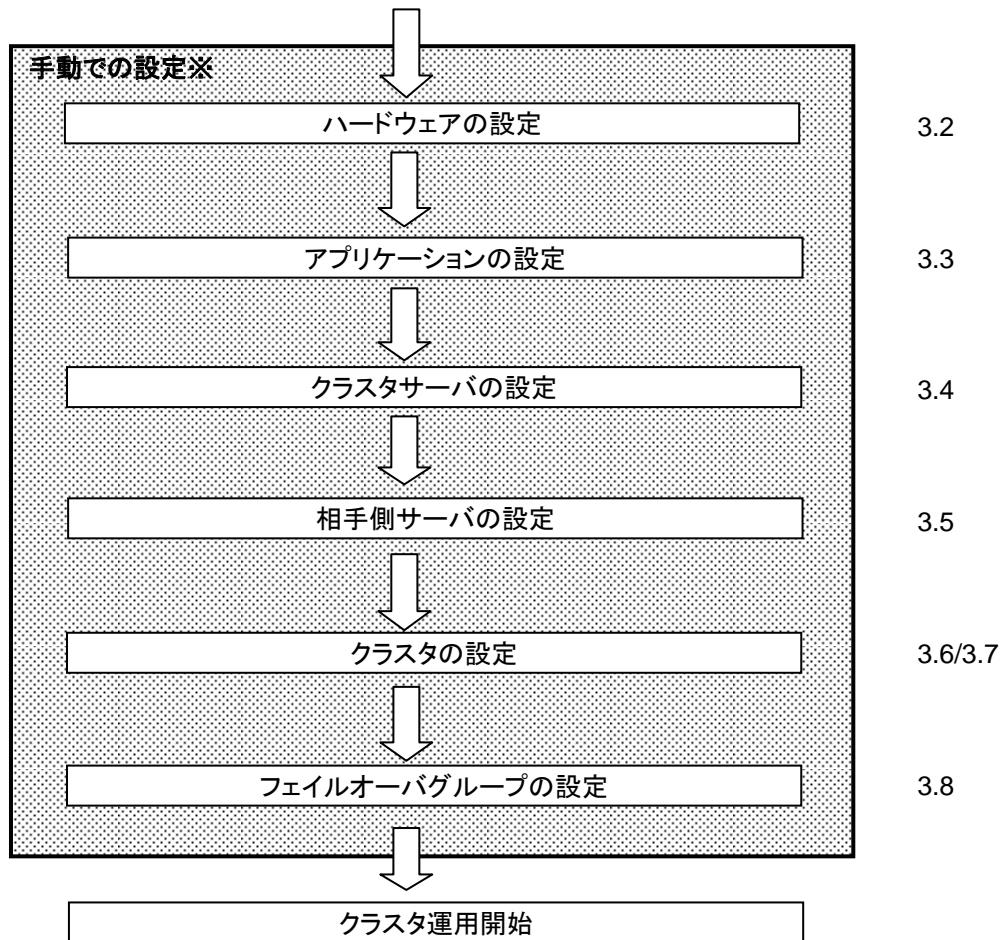 手動での設定※
ハードウェアの設定 3.2
アプリケーションの設定 3.3
クラスタサーバの設定 3.4
相手側サーバの設定 3.5
クラスタの設定 3.6/3.7
フェイルオーバグループの設定 3.8
クラスタ運用開始